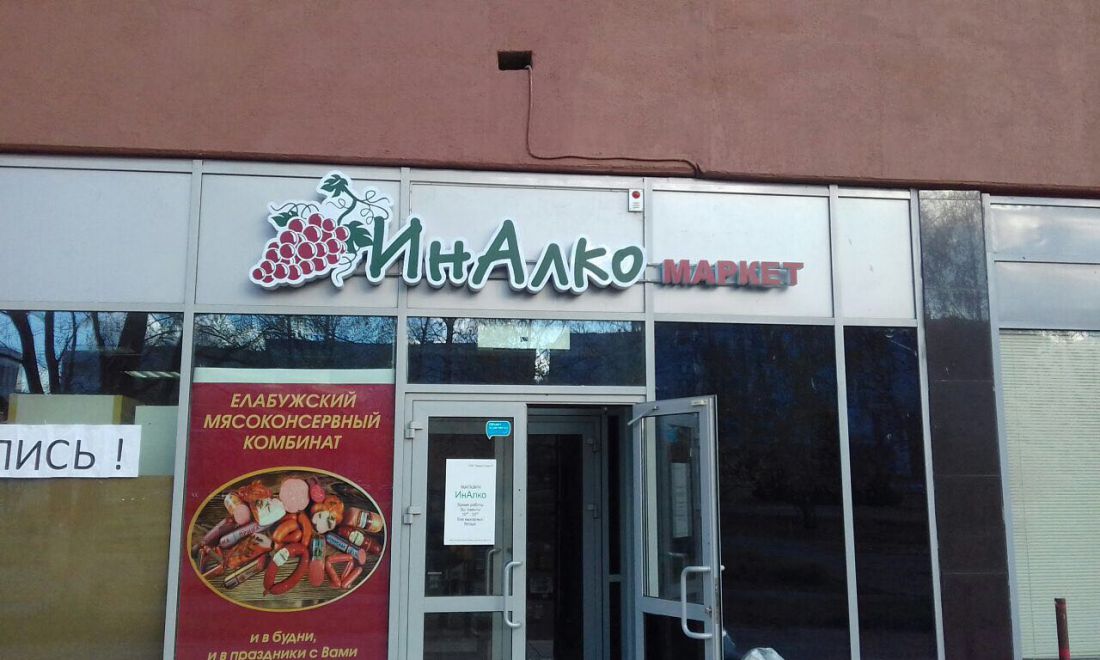 ИнАлко МАРКЕТ
ЕЛАБУЖСКИЙ
МЯСОКОНСЕРВНЫЙ
КОМБИНАТ
ПИСЬ !
ИнАлко
и в будни,
и в праздники с Вами